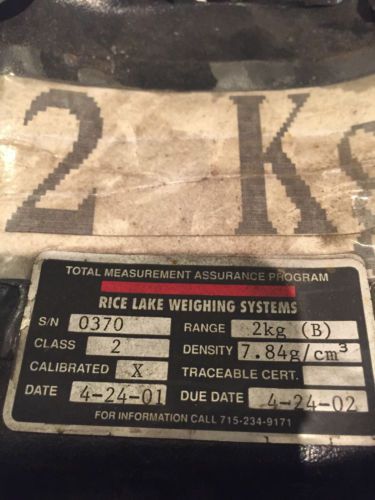 2 Kg
TOTAL MEASUREMENT ASSURANCE PROGRAM
RICE LAKE WEIGHING SYSTEMS
S/N 0370 RANGE 2kg (B)
CLASS 2 DENSITY 7.84g/cm³
CALIBRATED X TRACEABLE CERT.
DATE 4-24-01 DUE DATE 4-24-02
FOR INFORMATION CALL 715-234-9171